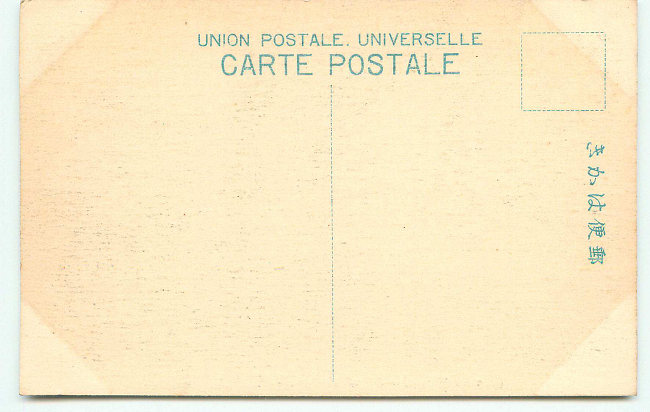 UNION POSTALE. UNIVERSELLE
CARTE POSTALE
郵便はかき